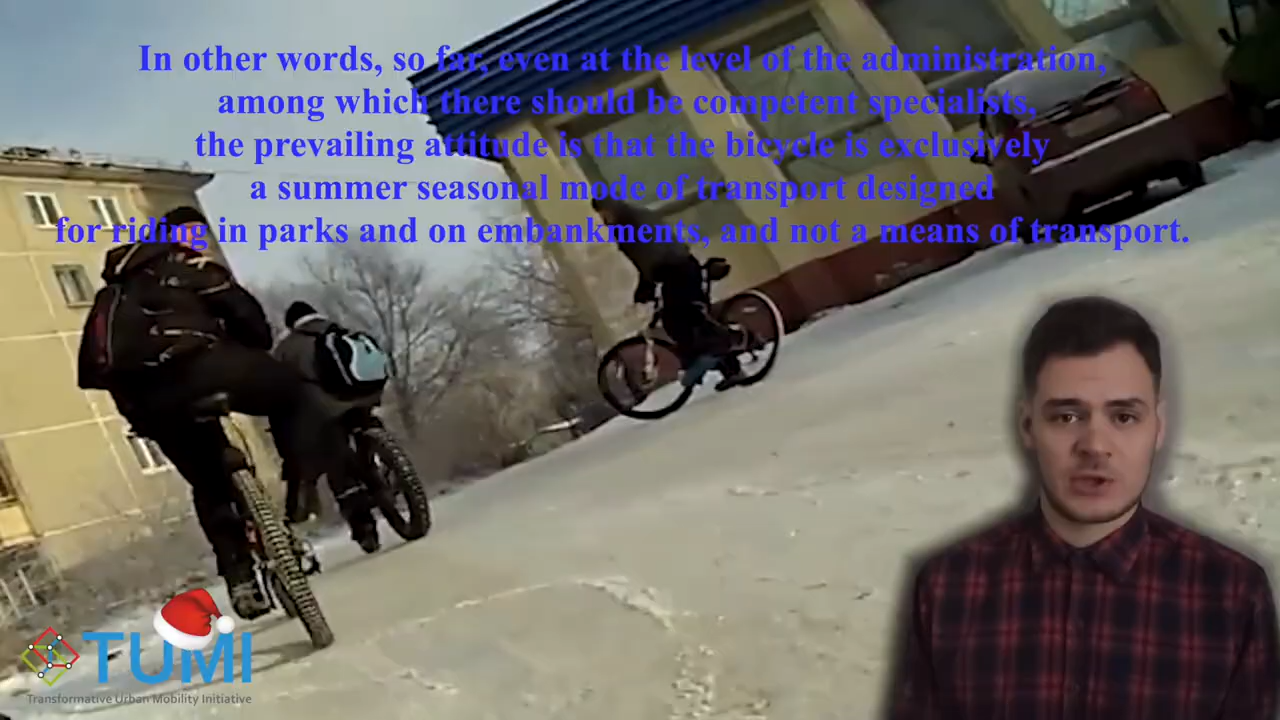 In other words, so far, even at the level of the administration,
among which there should be competent specialists,
the prevailing attitude is that the bicycle is exclusively
a summer seasonal mode of transport designed
for riding in parks and on embankments, and not a means of transport.
TUMI
Transformative Urban Mobility Initiative